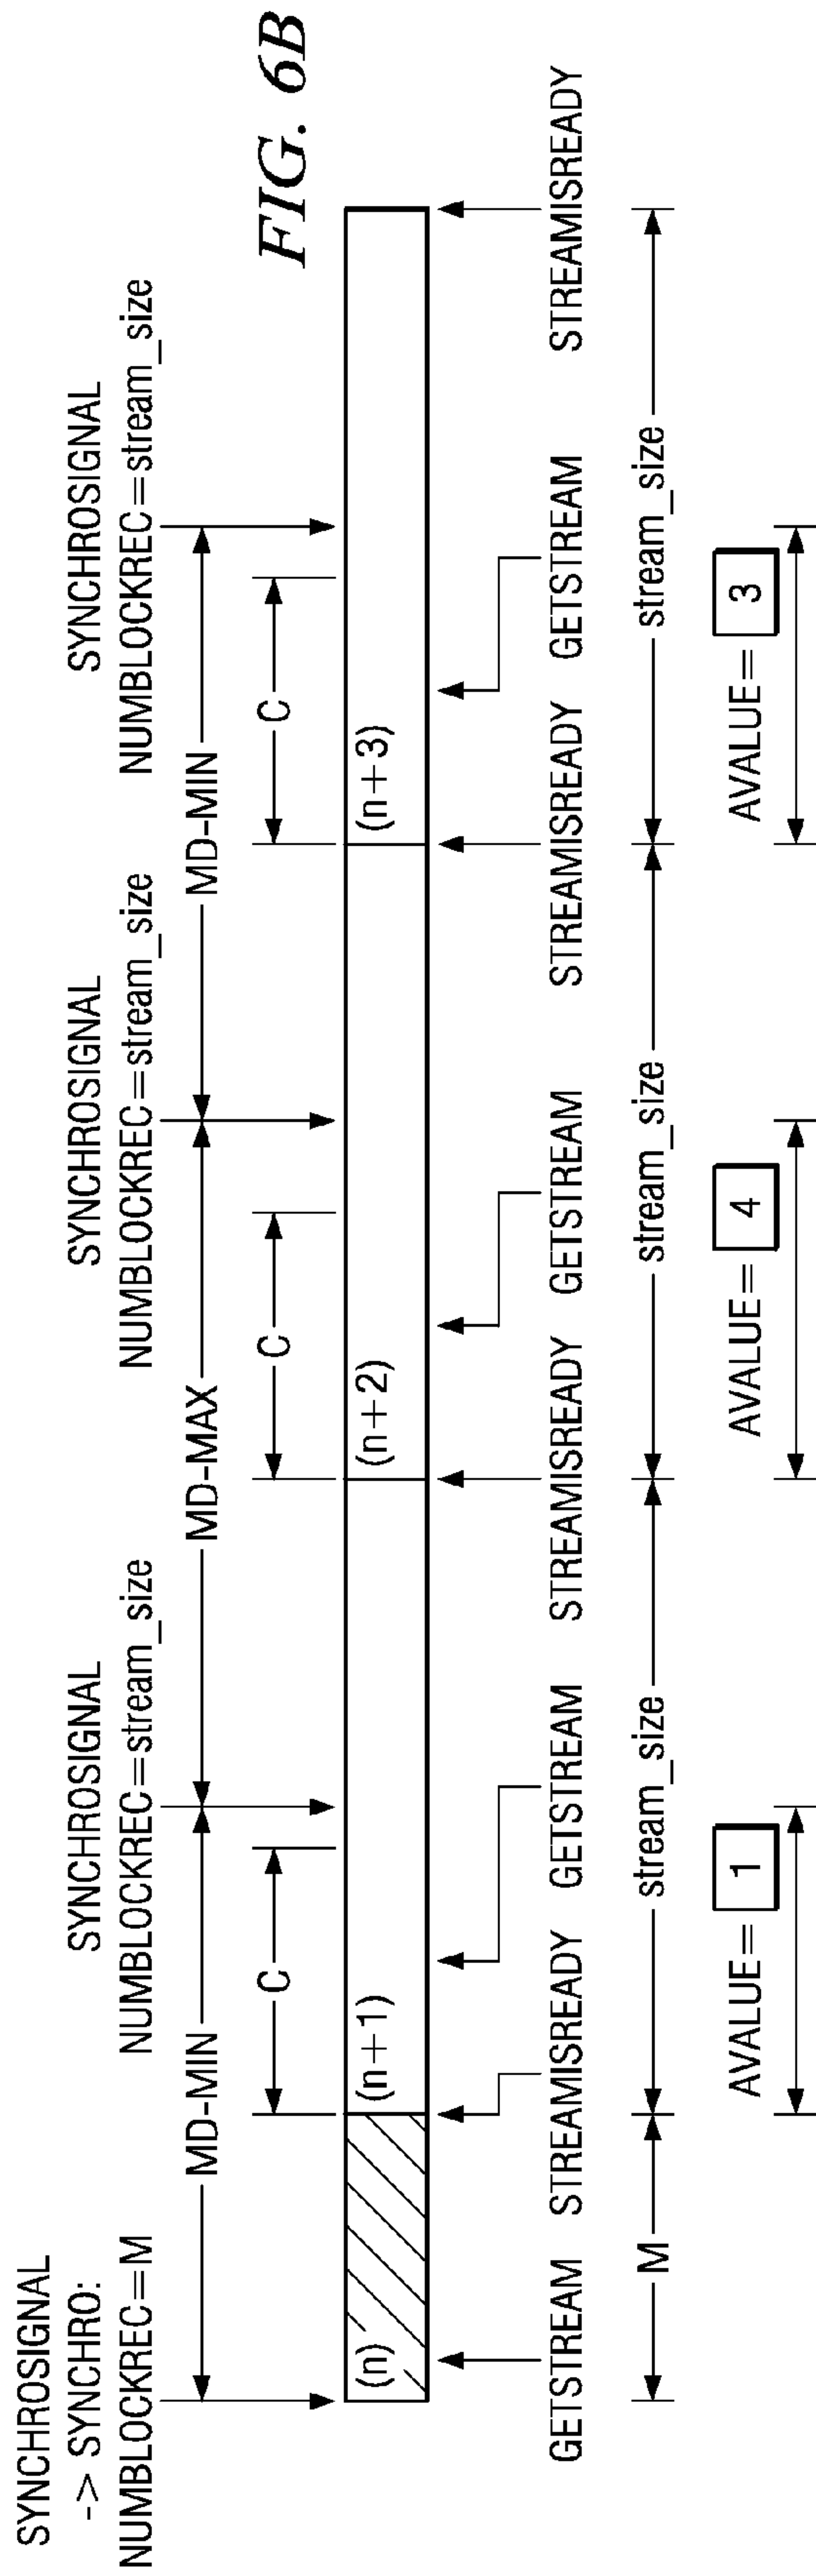 FIG. 6B
SYNCHROSIGNAL
-> SYNCHRO:
NUMBLOCKREC=M
SYNCHROSIGNAL
NUMBLOCKREC=stream_size
SYNCHROSIGNAL
NUMBLOCKREC=stream_size
SYNCHROSIGNAL
NUMBLOCKREC=stream_size
MD-MIN
MD-MAX
MD-MIN
C
C
C
(n)
(n+1)
(n+2)
(n+3)
GETSTREAM
STREAMISREADY
GETSTREAM
STREAMISREADY
GETSTREAM
STREAMISREADY
GETSTREAM
STREAMISREADY
M
stream_size
stream_size
stream_size
AVALUE= 1
AVALUE= 4
AVALUE= 3